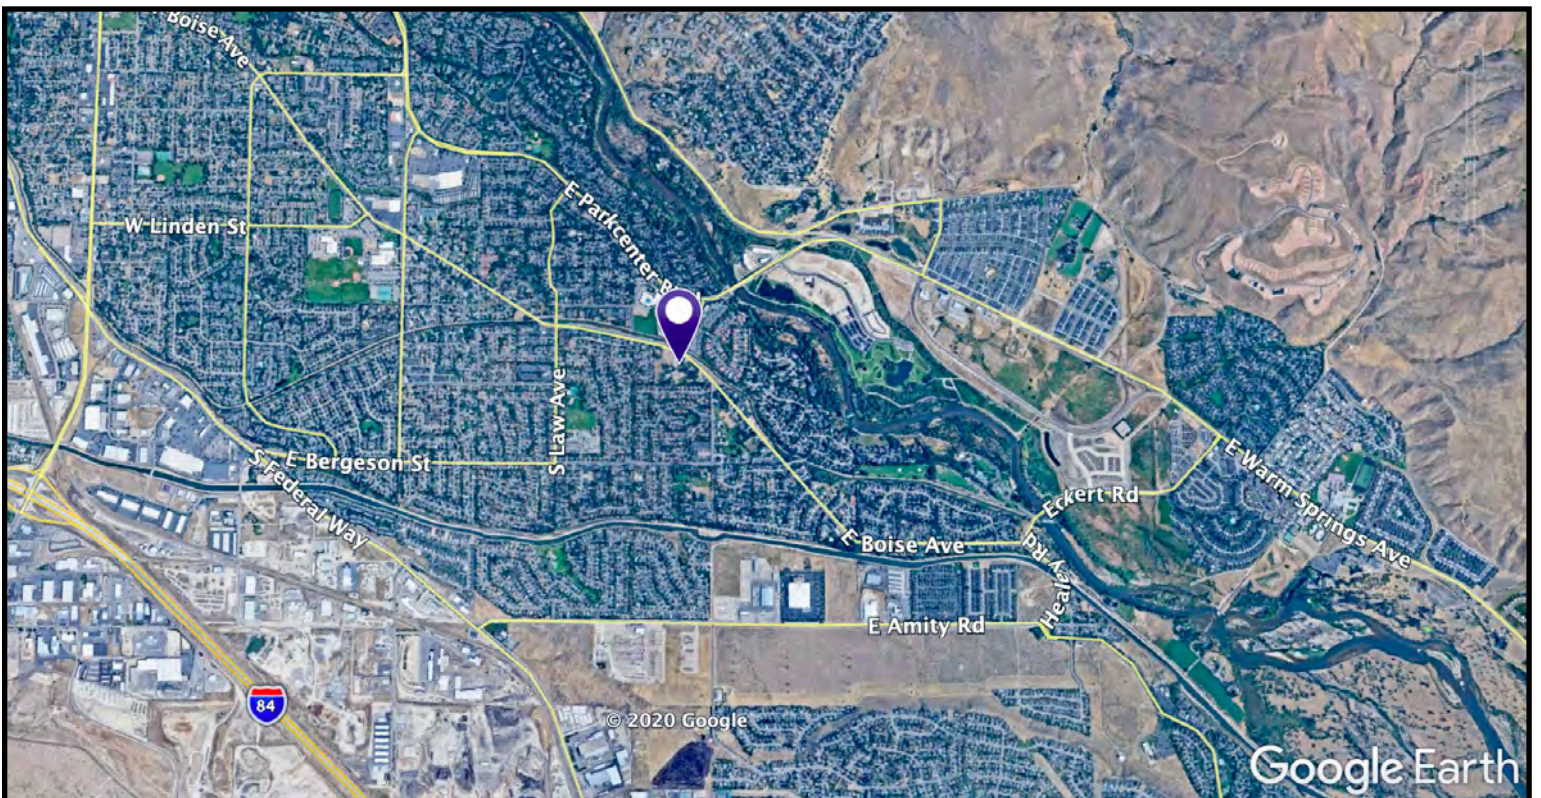 Boise Ave
E Parkcenter B
W Linden St
S Law Ave
E Bergeson St
S Federal Way
Eckert Rd
E Warm Springs Ave
E Boise Ave
Healey Rd
E Amity Rd
84
© 2020 Google
Google Earth